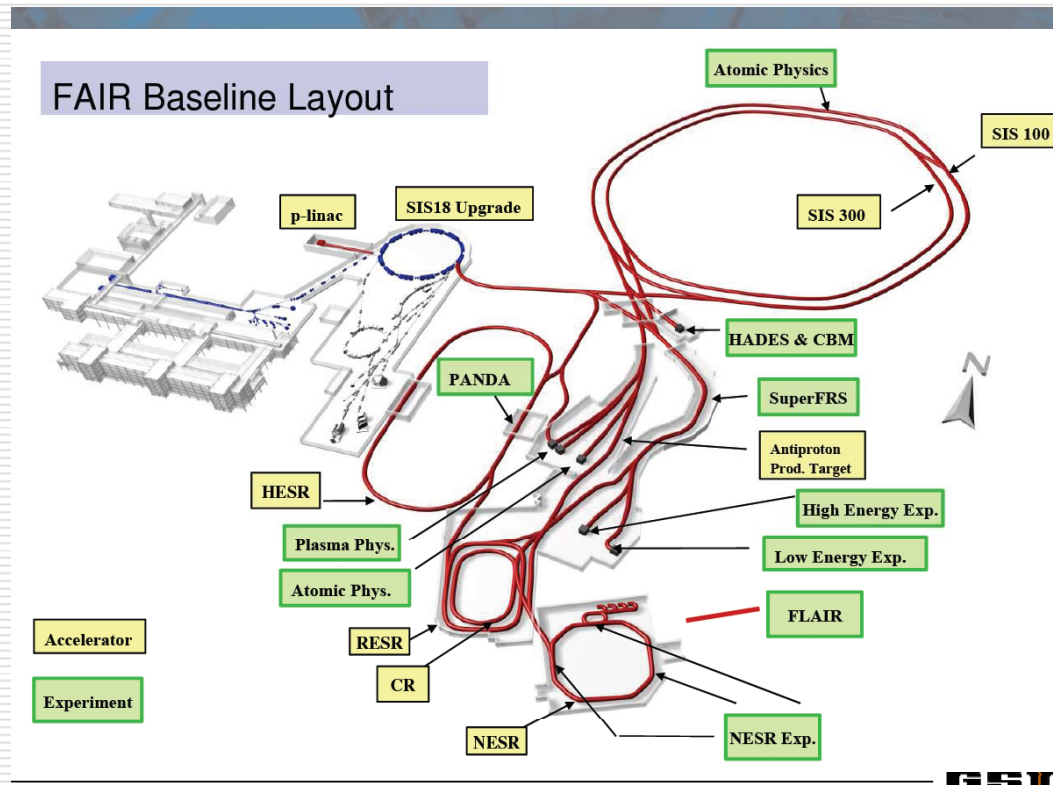 FAIR Baseline Layout
Atomic Physics
SIS 100
p-linac
SIS18 Upgrade
SIS 300
N
HADES & CBM
PANDA
SuperFRS
Antiproton
Prod. Target
HESR
High Energy Exp.
Plasma Phys.
Low Energy Exp.
Atomic Phys.
FLAIR
Accelerator
RESR
CR
Experiment
NESR
NESR Exp.